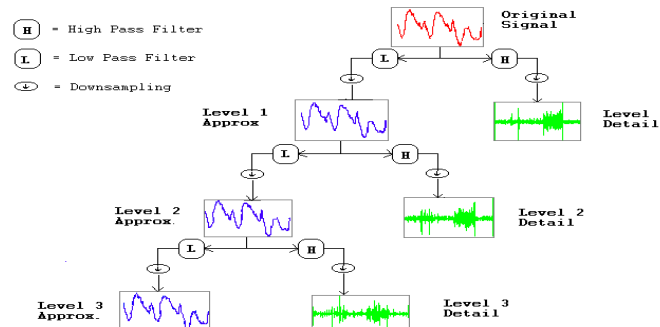 H = High Pass Filter
L = Low Pass Filter
= Downsampling
Original
Signal
L
H
Level 1
Approx
Level
Detail
L
H
Level 2
Approx.
Level 2
Detail
L
H
Level 3
Approx.
Level 3
Detail